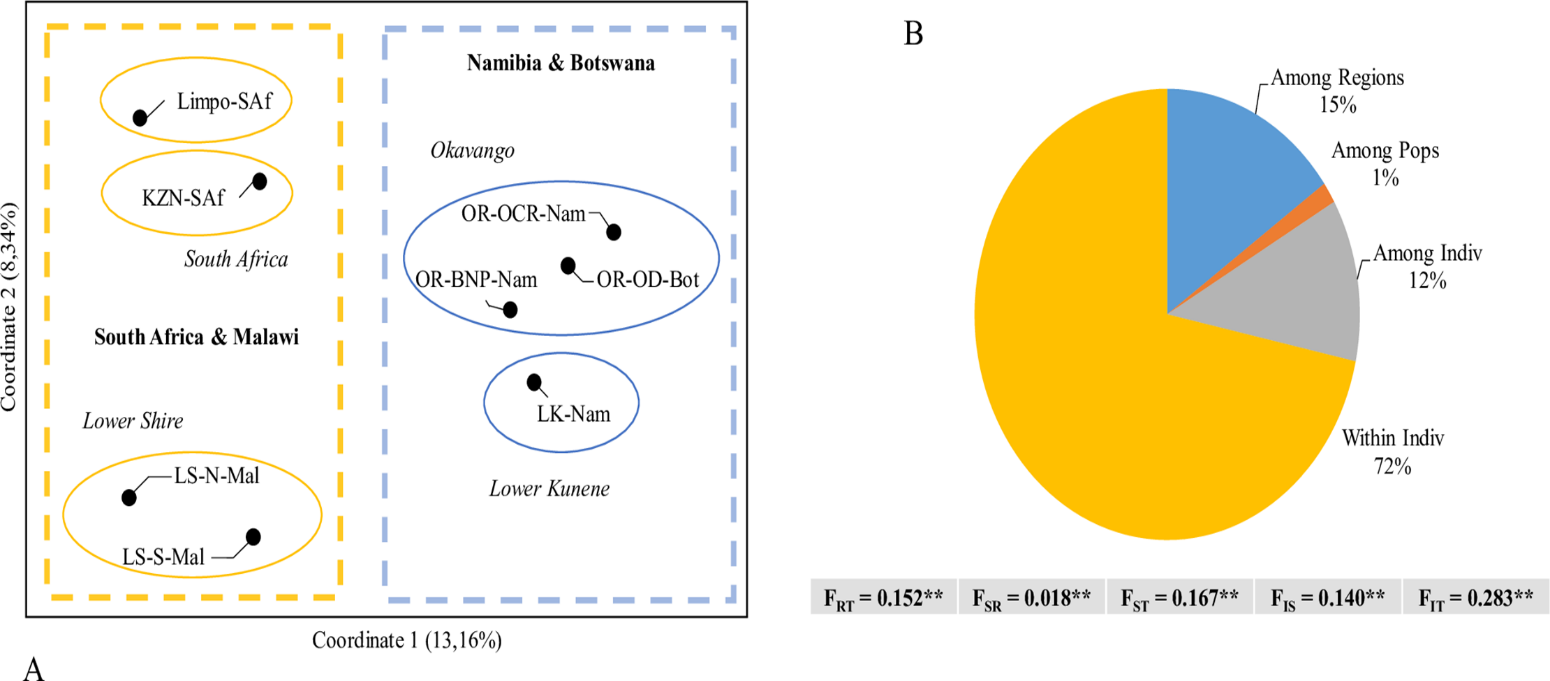 Namibia & Botswana
Limpo-SAf
Okavango
KZN-SAf
OR-OCR-Nam
South Africa
OR-BNP-Nam
OR-OD-Bot
South Africa & Malawi
LK-Nam
Lower Shire
LS-N-Mal
Lower Kunene
LS-S-Mal
Coordinate 2 (8,34%)
Coordinate 1 (13,16%)
A
B
Among Regions
15%
Among Pops
1%
Among Indiv
12%
Within Indiv
72%
FRT = 0.152** FSR = 0.018** FST = 0.167** FIS = 0.140** FIT = 0.283**